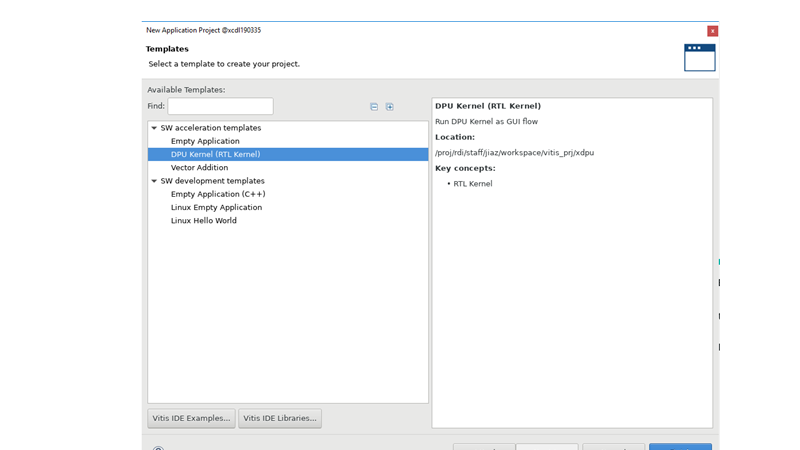 New Application Project @xcdl190335
x
Templates
Select a template to create your project.
Available Templates:
Find:
SW acceleration templates
Empty Application
DPU Kernel (RTL Kernel)
Vector Addition
SW development templates
Empty Application (C++)
Linux Empty Application
Linux Hello World
DPU Kernel (RTL Kernel)
Run DPU Kernel as GUI flow
Location:
/proj/rdi/staff/jiaz/workspace/vitis_prj/xdpu
Key concepts:
• RTL Kernel
Vitis IDE Examples...
Vitis IDE Libraries...